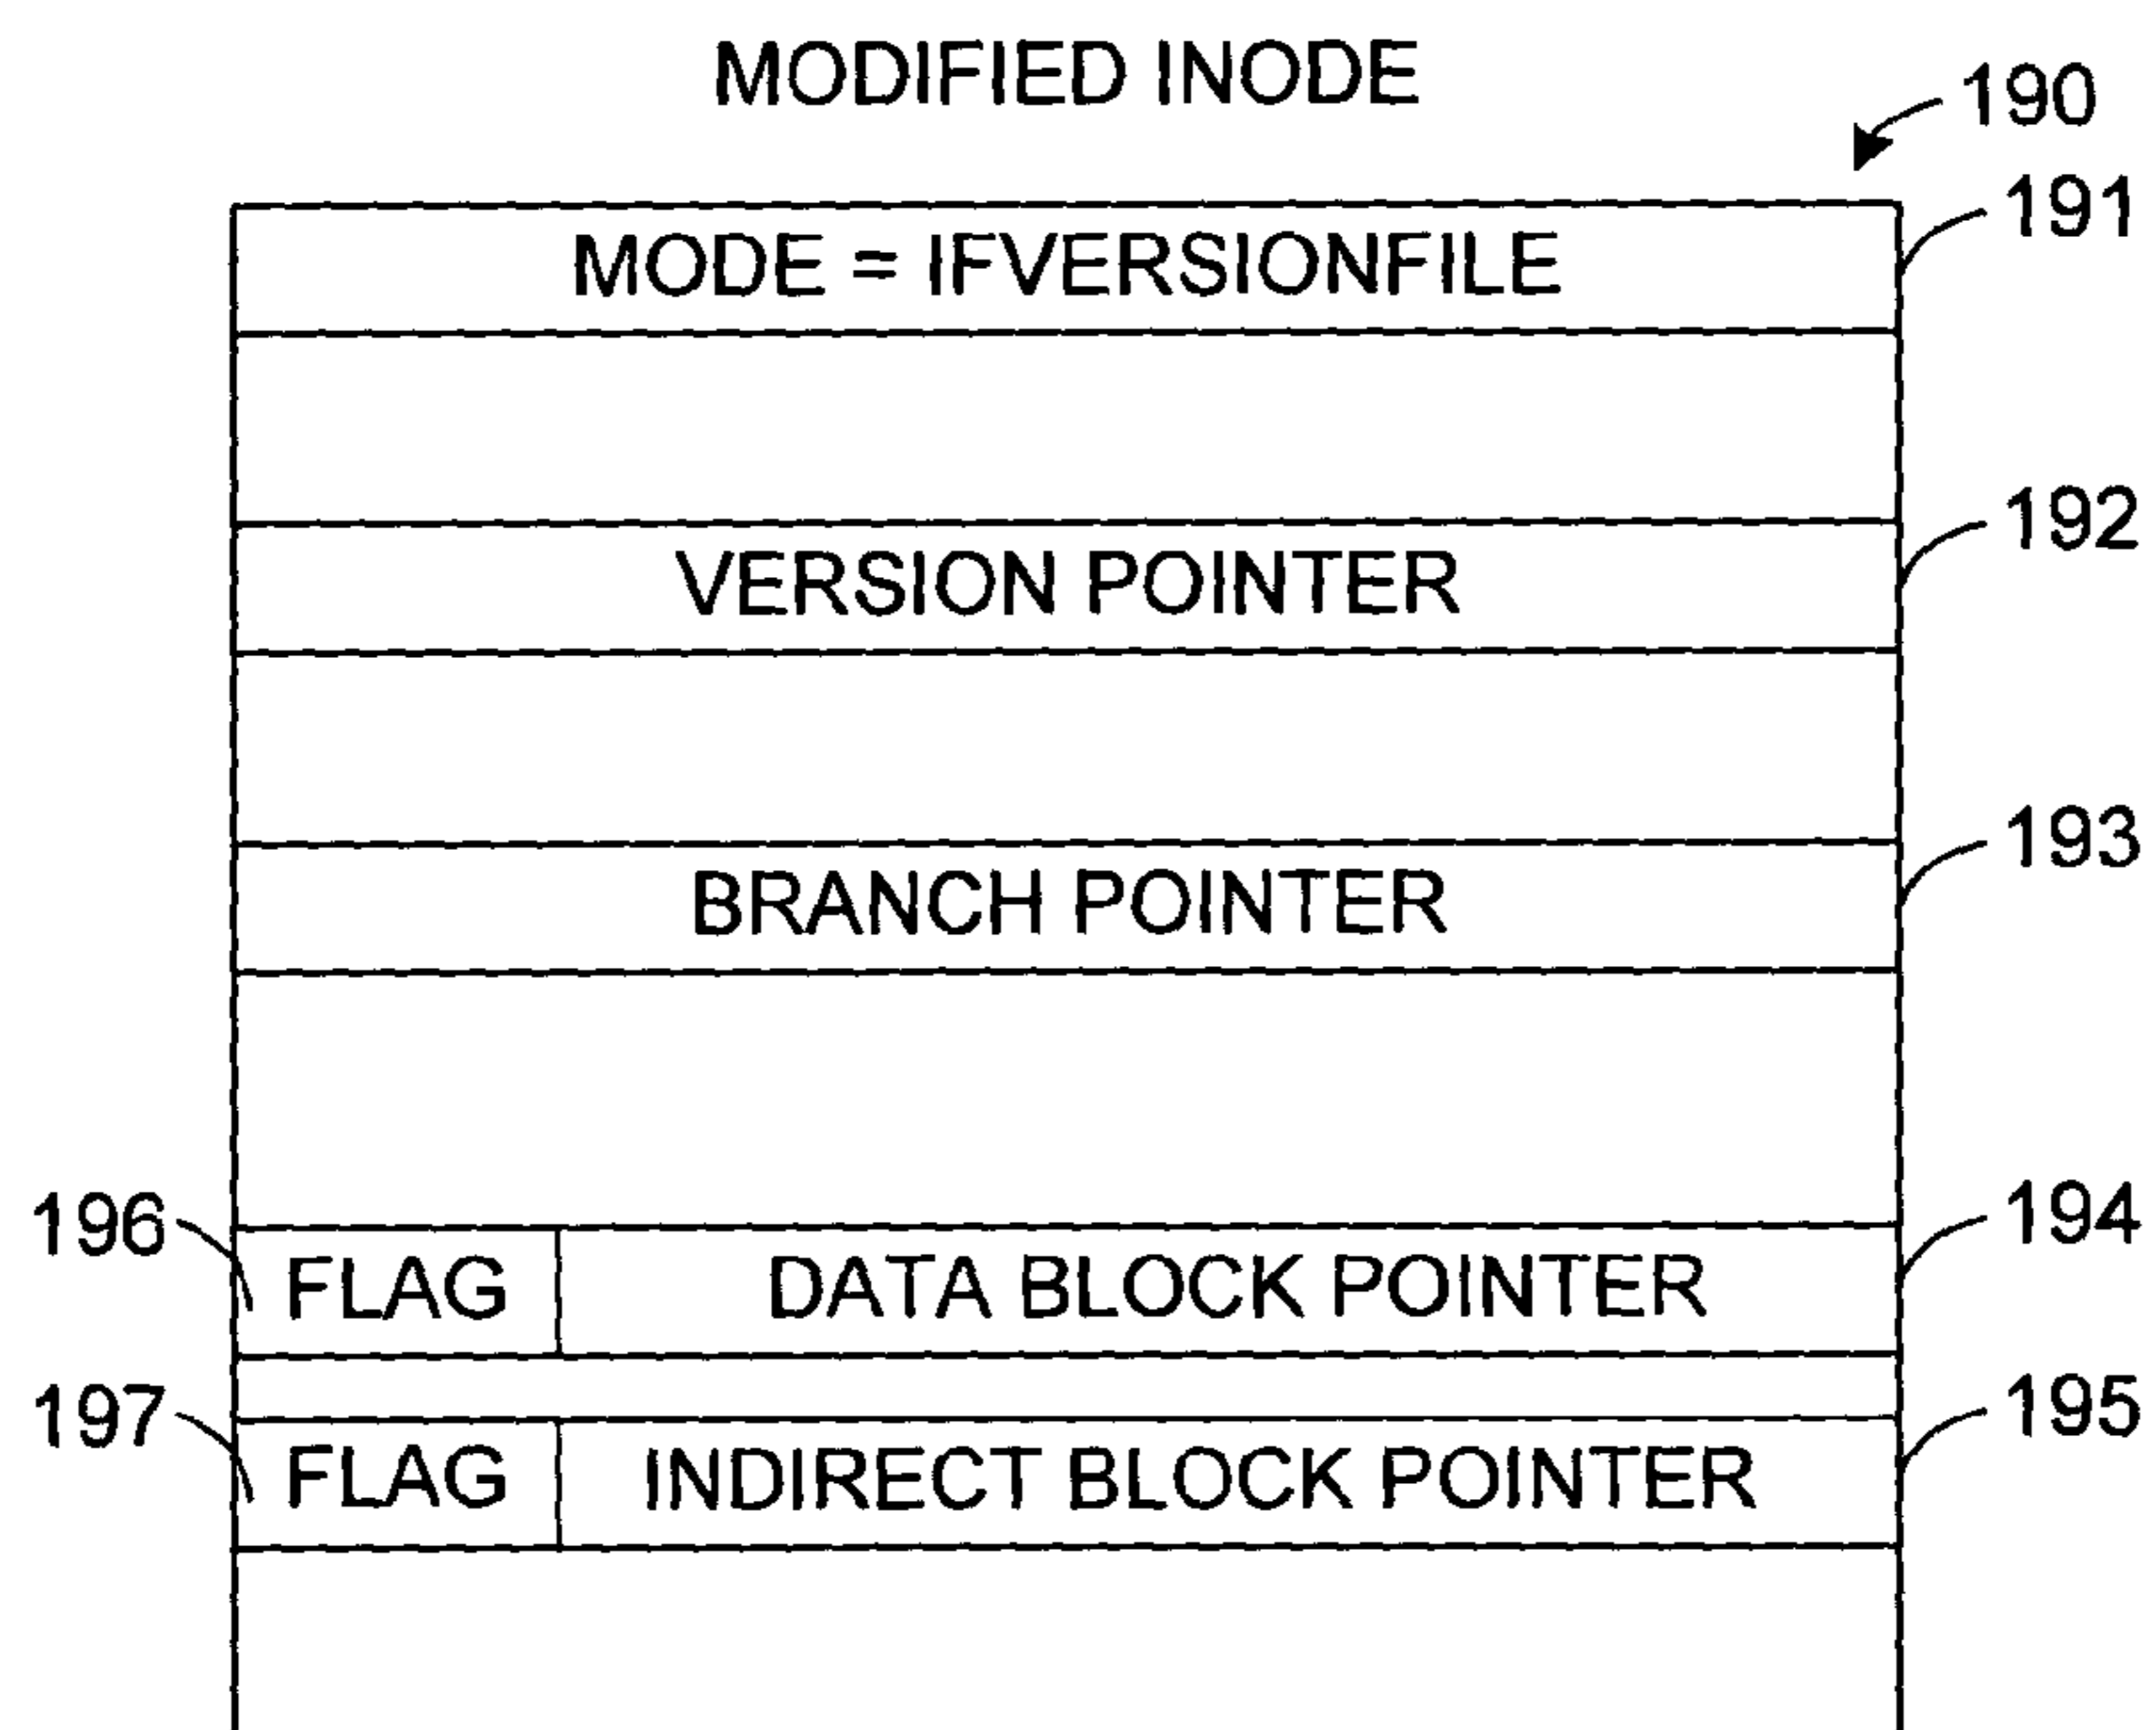 MODIFIED INODE
190
191
MODE = IFVERSIONFILE
192
VERSION POINTER
193
BRANCH POINTER
196
194
FLAG DATA BLOCK POINTER
197
195
FLAG INDIRECT BLOCK POINTER